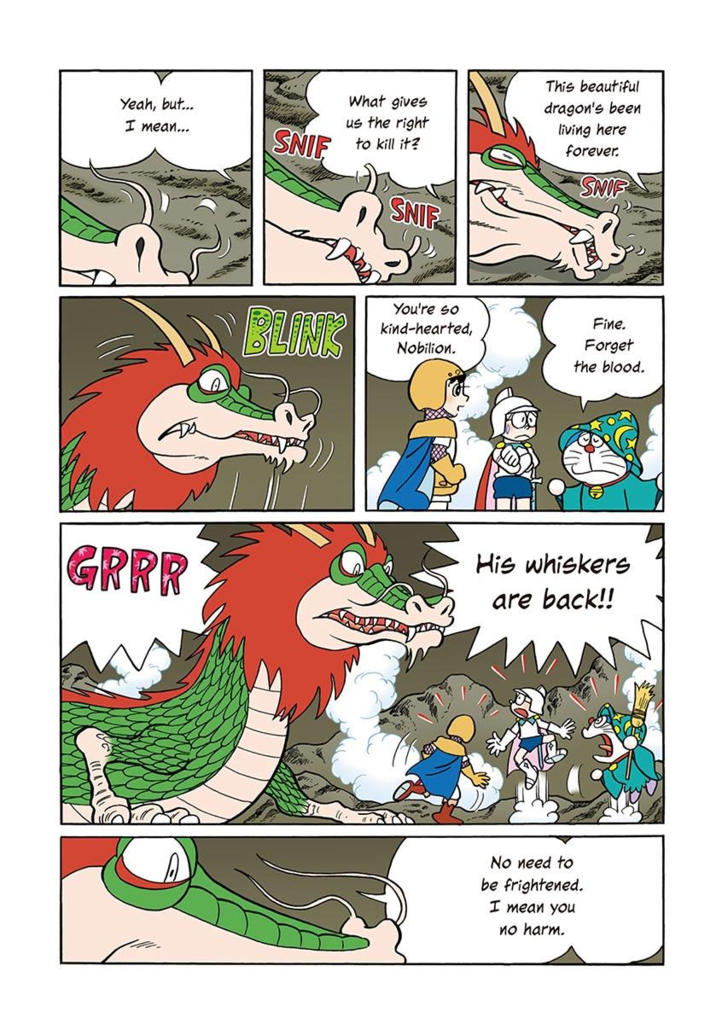 Yeah, but...
I mean...
What gives
us the right
to kill it?
SNIF
SNIF
This beautiful
dragon's been
living here
forever.
SNIF
BLINK
You're so
kind-hearted,
Nobilion.
Fine.
Forget
the blood.
GRRR
His whiskers
are back!!
No need to
be frightened.
I mean you
no harm.